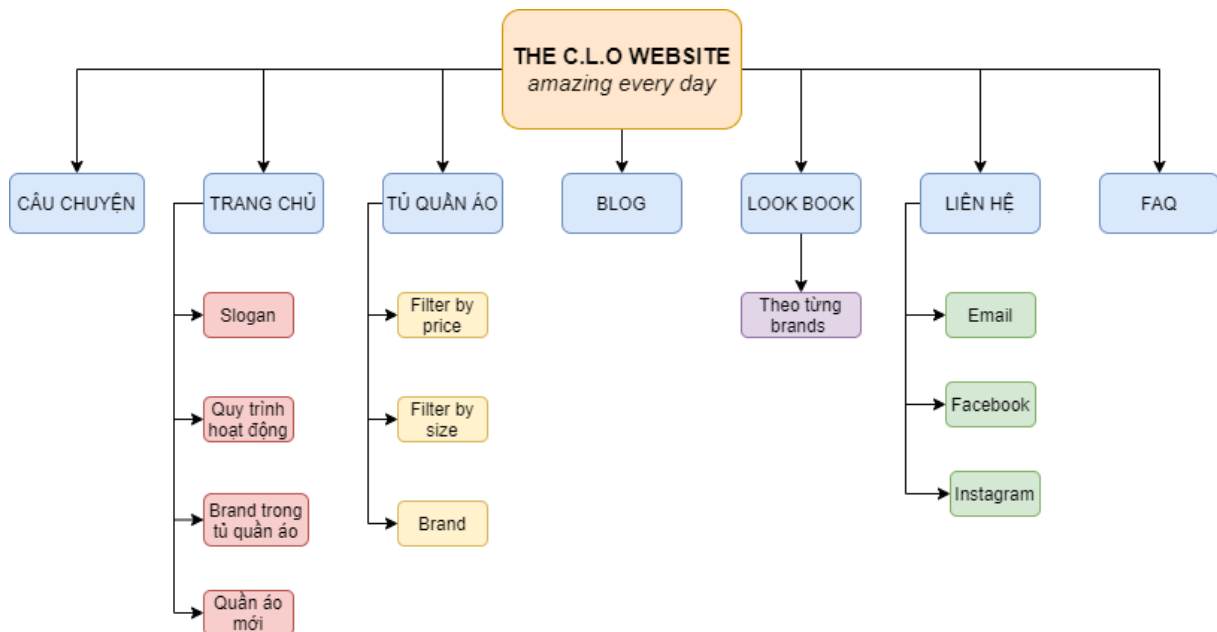 THE C.L.O WEBSITE
amazing every day
CÂU CHUYỆN
TRANG CHỦ
TỦ QUẦN ÁO
BLOG
LOOK BOOK
LIÊN HỆ
FAQ
Slogan
Quy trình
hoạt động
Brand trong
tủ quần áo
Quần áo
mới
Filter by
price
Filter by
size
Brand
Theo từng
brands
Email
Facebook
Instagram